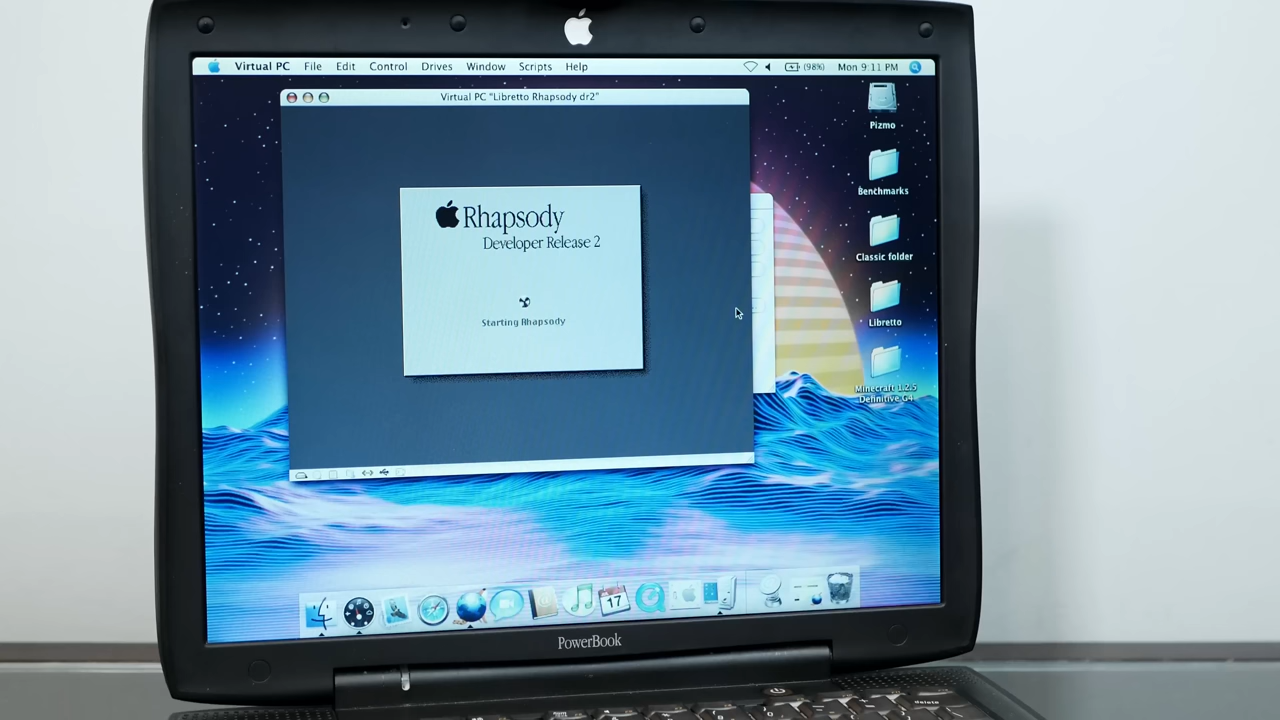 Virtual PC File Edit Control Drives Window Scripts Help (98%) Mon 9:11 PM
Virtual PC "Libretto Rhapsody dr2"
Pizmo
Benchmarks
Classic folder
Libretto
Minecraft 1.2.5
Definitive G4
Rhapsody
Developer Release 2
Starting Rhapsody
17
PowerBook
delete